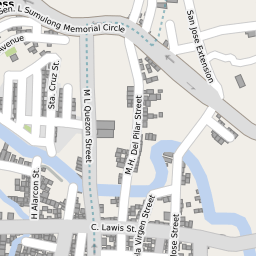 ess
Gen. L Sumulong Memorial Circle
Avenue
San Jose Extension
Sta. Cruz St.
M L Quezon Street
M.H. Del Pilar Street
H Alarcon St.
C. Lawis St.
la Virgen Street
Jose Street